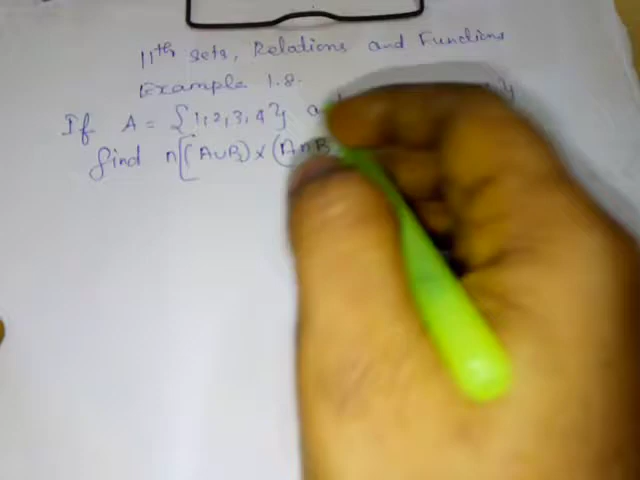 11th sets, Relations and Functions
Example 1.8.
If A = {1,2,3,4}
find n[(A∪B) × (A∩B